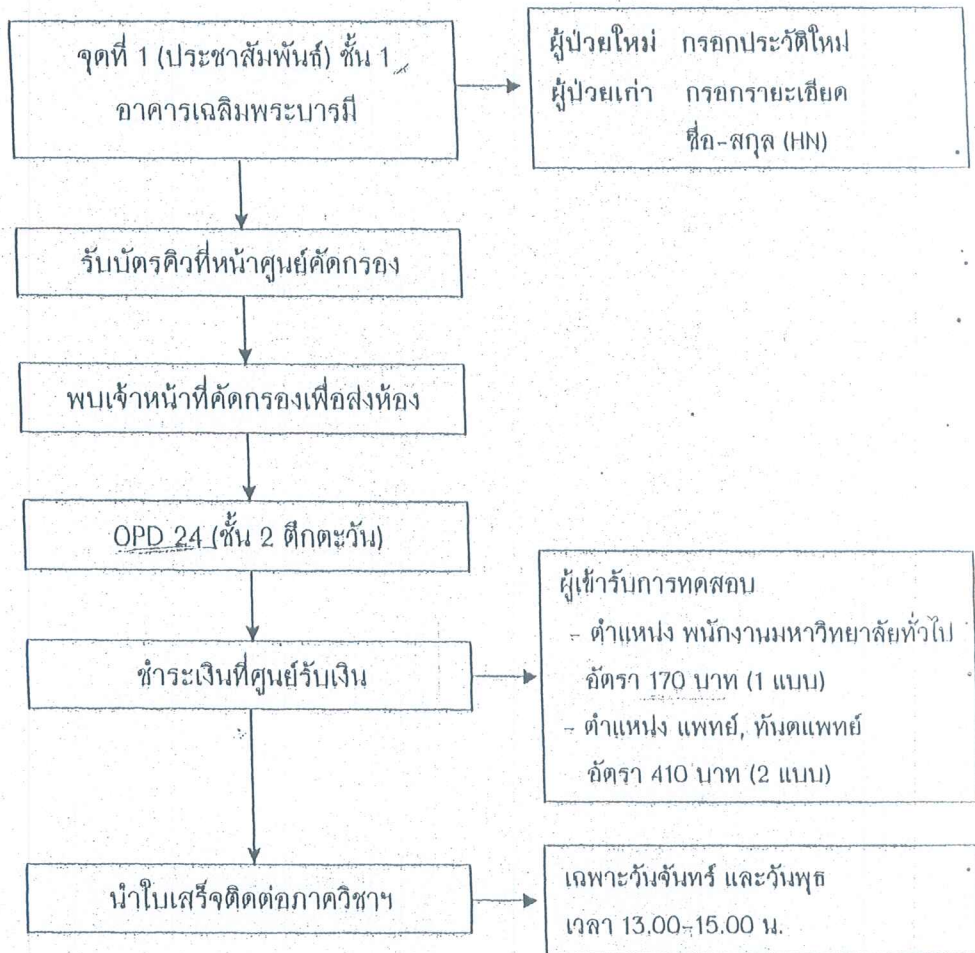 จุดที่ 1 (ประชาสัมพันธ์) ชั้น 1
อาคารเฉลิมพระบารมี
ผู้ป่วยใหม่ กรอกประวัติใหม่
ผู้ป่วยเก่า กรอกรายะเอียด
ชื่อ-สกุล (HN)
รับบัตรคิวที่หน้าศูนย์คัดกรอง
พบเจ้าหน้าที่คัดกรองเพื่อส่งห้อง
OPD 24 (ชั้น 2 ตึกตะวัน)
ชำระเงินที่ศูนย์รับเงิน
ผู้เข้ารับการทดสอบ
- ตำแหน่ง พนักงานมหาวิทยาลัยทั่วไป
อัตรา 170 บาท (1 แบบ)
- ตำแหน่ง แพทย์, ทันตแพทย์
อัตรา 410 บาท (2 แบบ)
นำใบเสร็จติดต่อภาควิชาฯ
เฉพาะวันจันทร์ และวันพุธ
เวลา 13.00-15.00 น.